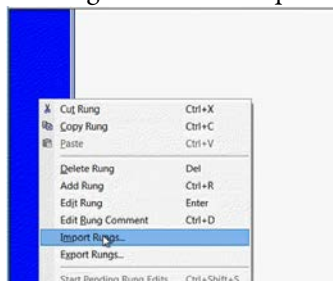 Cut Rung Ctrl+X
Copy Rung Ctrl+C
Paste Ctrl+V
Delete Rung Del
Add Rung Ctrl+R
Edit Rung Enter
Edit Rung Comment Ctrl+D
Import Rungs...
Export Rungs...
Start Pending Rung Edits Ctrl+Shift+S